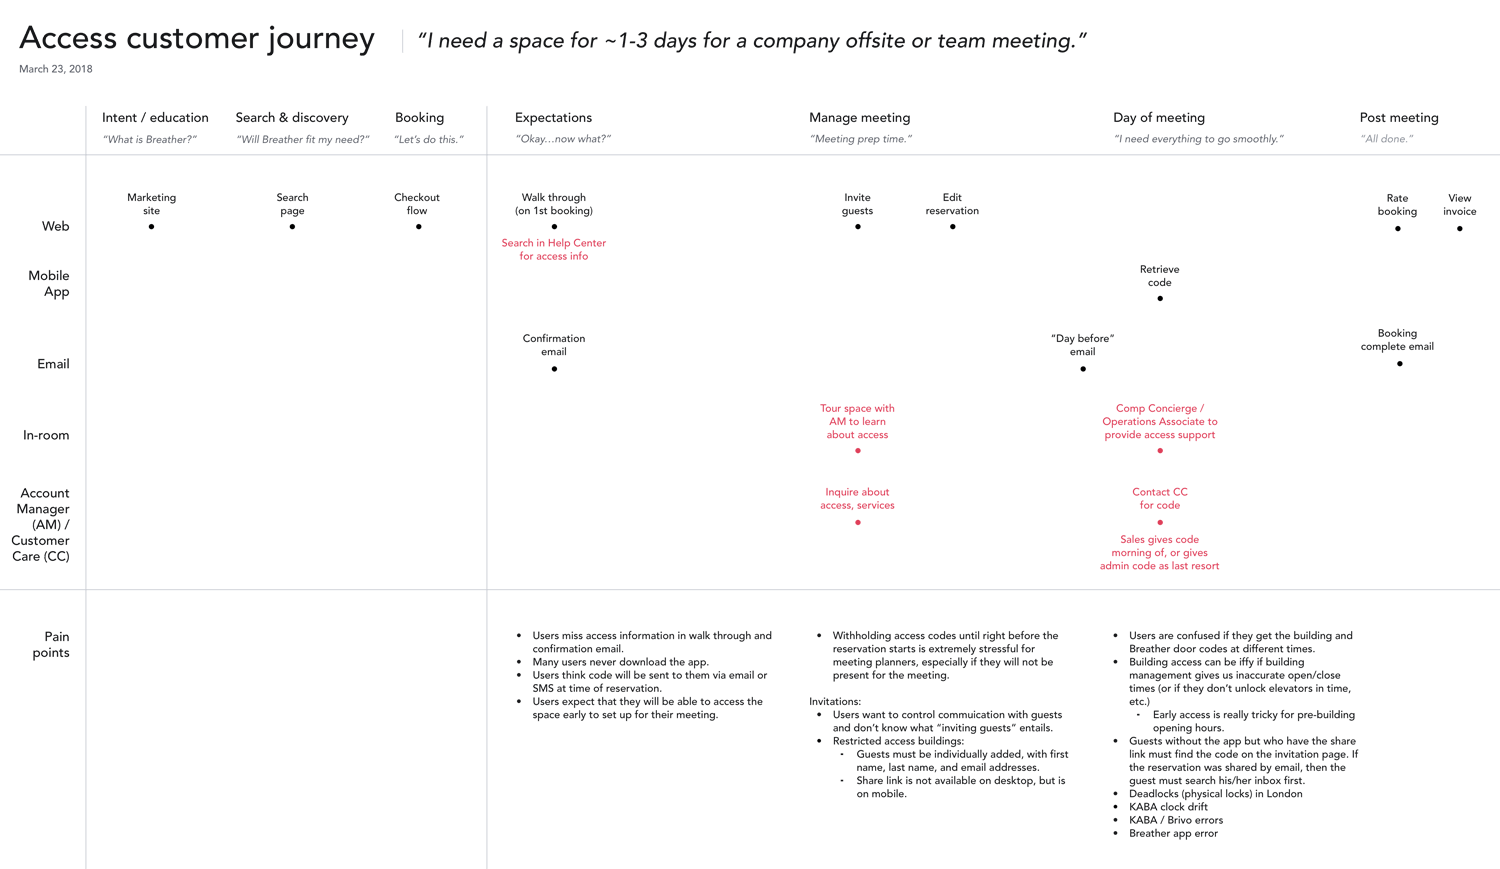 Access customer journey
“I need a space for ~1-3 days for a company offsite or team meeting.”
March 23, 2018
Intent / education
“What is Breather?”
Search & discovery
“Will Breather fit my need?”
Booking
“Let’s do this.”
Expectations
“Okay...now what?”
Manage meeting
“Meeting prep time.”
Day of meeting
“I need everything to go smoothly.”
Post meeting
“All done.”
Web
Marketing
site
Search
page
Checkout
flow
Walk through
(on 1st booking)
Search in Help Center
for access info
Invite
guests
Edit
reservation
Rate
booking
View
invoice
Mobile
App
Retrieve
code
Email
Confirmation
email
“Day before”
email
Booking
complete email
In-room
Tour space with
AM to learn
about access
Comp Concierge /
Operations Associate to
provide access support
Account
Manager
(AM) /
Customer
Care (CC)
Inquire about
access, services
Contact CC
for code
Sales gives code
morning of, or gives
admin code as last resort
Pain
points
• Users miss access information in walk through and
confirmation email.
• Many users never download the app.
• Users think code will be sent to them via email or
SMS at time of reservation.
• Users expect that they will be able to access the
space early to set up for their meeting.
• Withholding access codes until right before the
reservation starts is extremely stressful for
meeting planners, especially if they will not be
present for the meeting.
Invitations:
• Users want to control commuication with guests
and don’t know what “inviting guests” entails.
• Restricted access buildings:
- Guests must be individually added, with first
name, last name, and email addresses.
- Share link is not available on desktop, but is
on mobile.
• Users are confused if they get the building and
Breather door codes at different times.
• Building access can be iffy if building
management gives us inaccurate open/close
times (or if they don’t unlock elevators in time,
etc.)
- Early access is really tricky for pre-building
opening hours.
• Guests without the app but who have the share
link must find the code on the invitation page. If
the reservation was shared by email, then the
guest must search his/her inbox first.
• Deadlocks (physical locks) in London
• KABA clock drift
• KABA / Brivo errors
• Breather app error